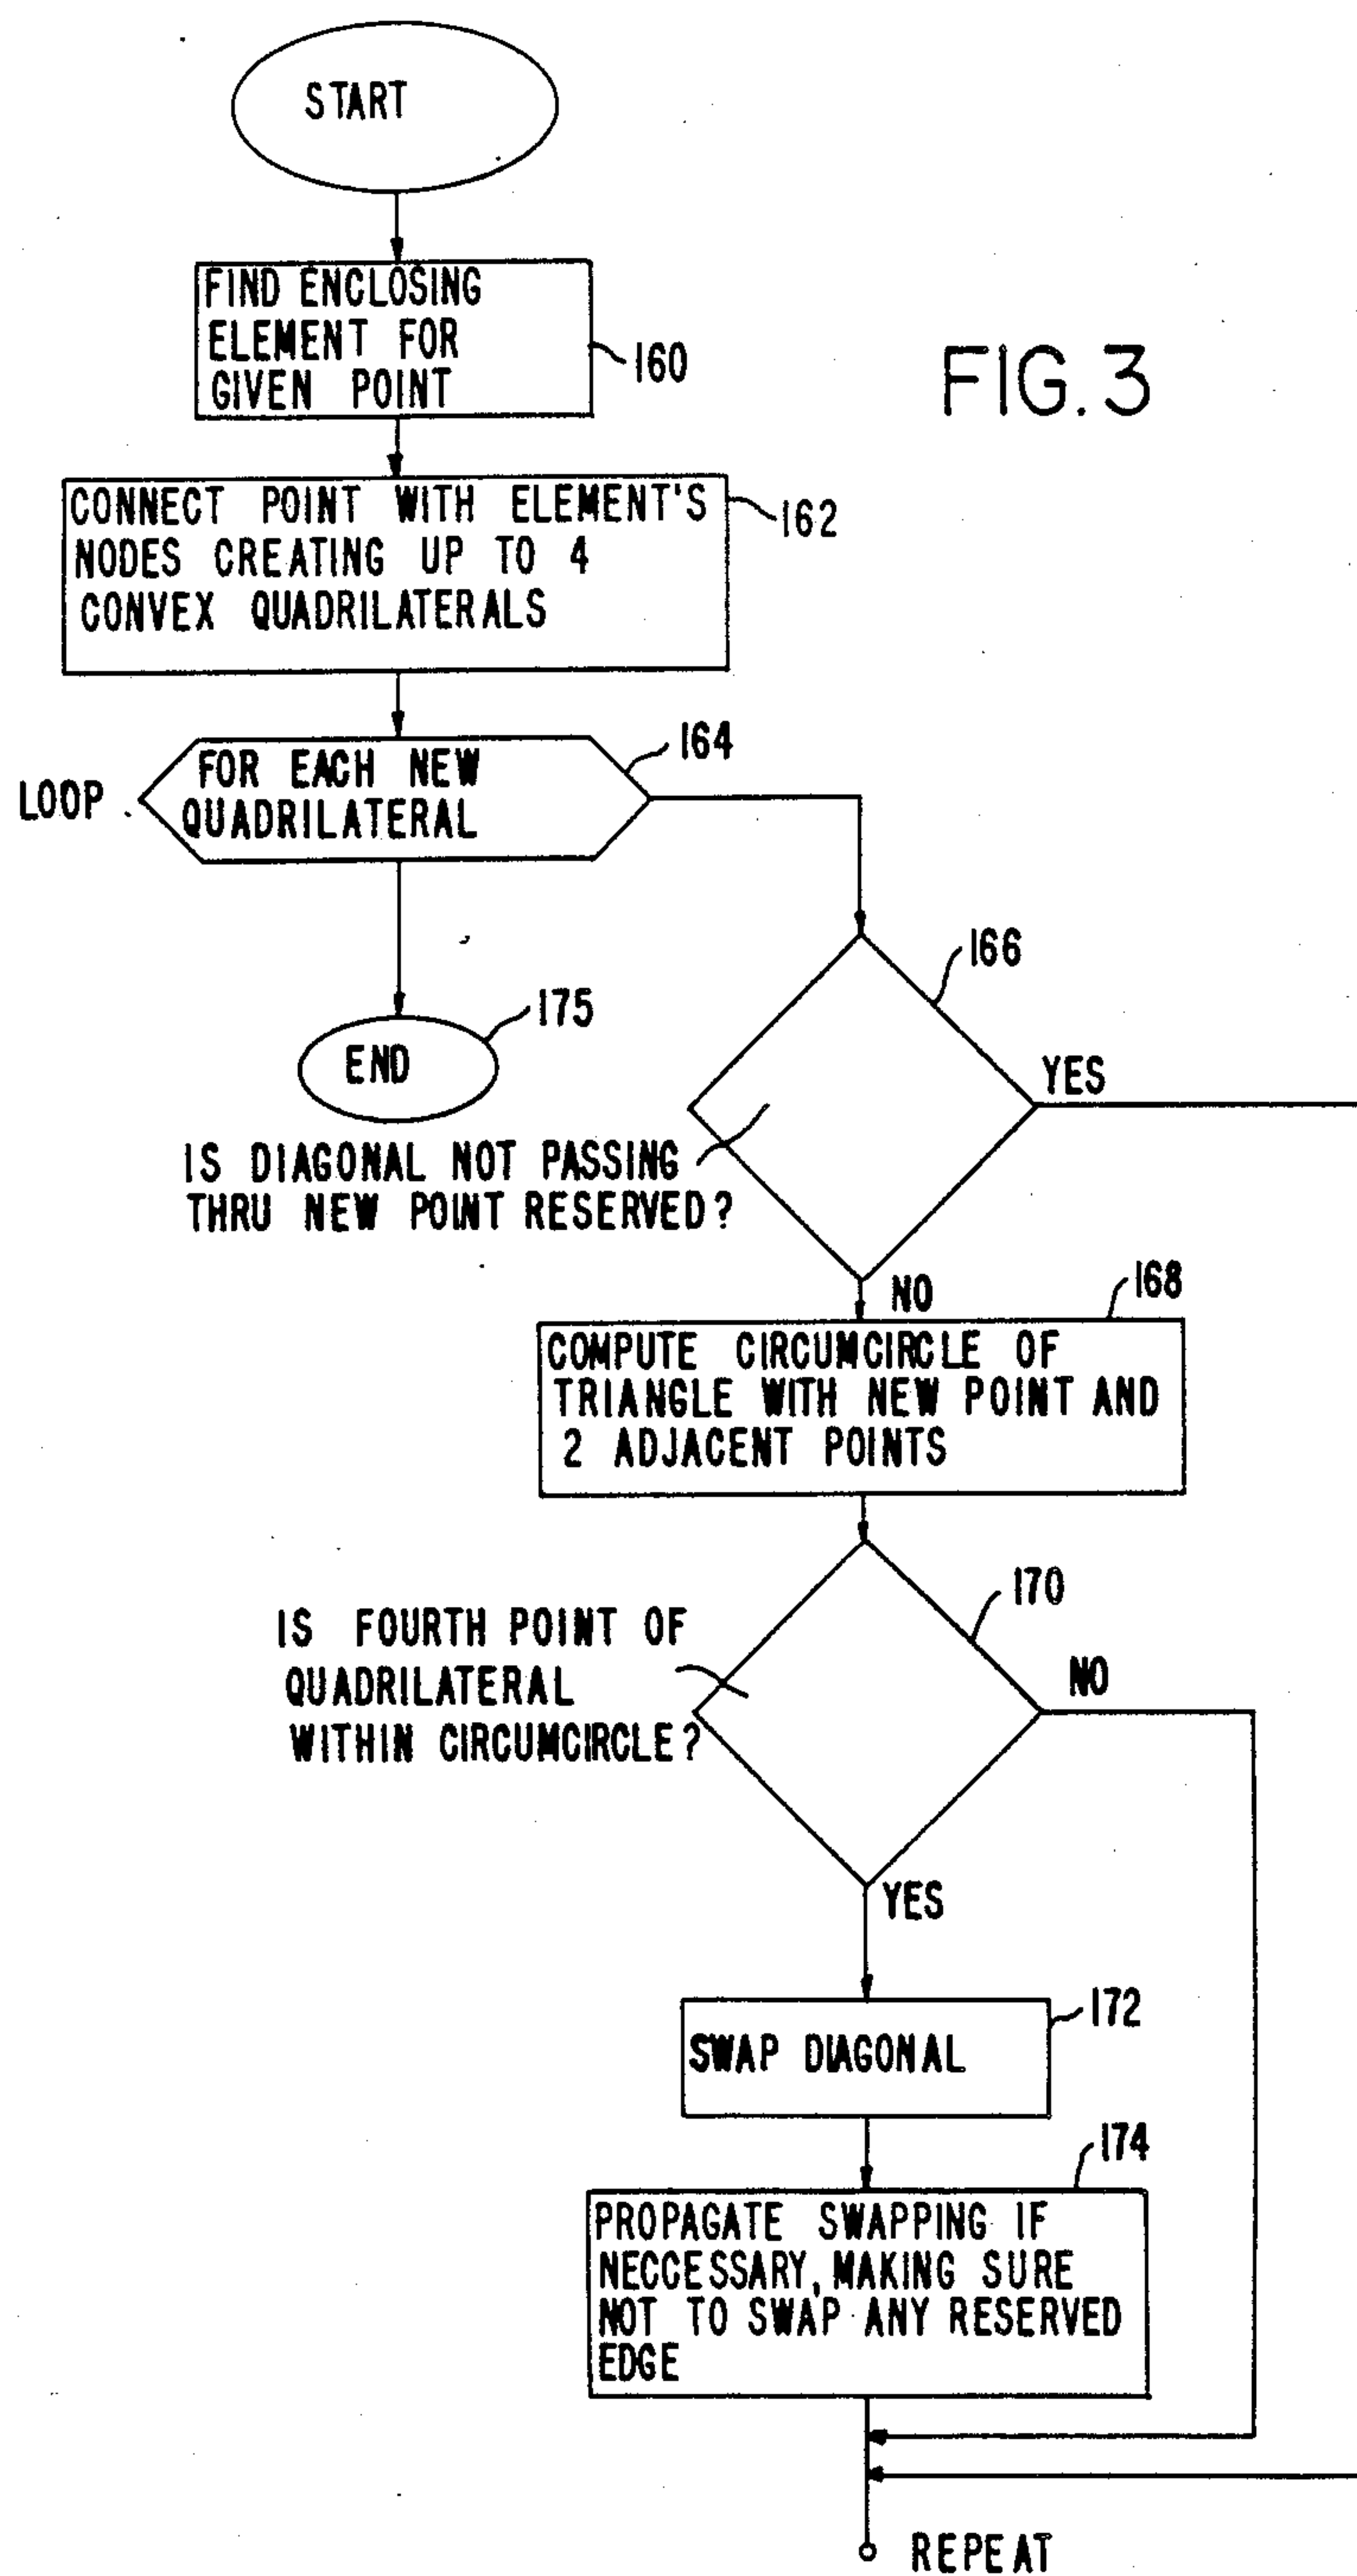 START
FIND ENCLOSING
ELEMENT FOR
GIVEN POINT
160
FIG. 3
CONNECT POINT WITH ELEMENT'S
NODES CREATING UP TO 4
CONVEX QUADRILATERALS
162
LOOP
FOR EACH NEW
QUADRILATERAL
164
166
175
END
YES
IS DIAGONAL NOT PASSING
THRU NEW POINT RESERVED?
NO
168
COMPUTE CIRCUMCIRCLE OF
TRIANGLE WITH NEW POINT AND
2 ADJACENT POINTS
170
IS FOURTH POINT OF
QUADRILATERAL
WITHIN CIRCUMCIRCLE?
NO
YES
172
SWAP DIAGONAL
174
PROPAGATE SWAPPING IF
NECCESSARY, MAKING SURE
NOT TO SWAP ANY RESERVED
EDGE
REPEAT